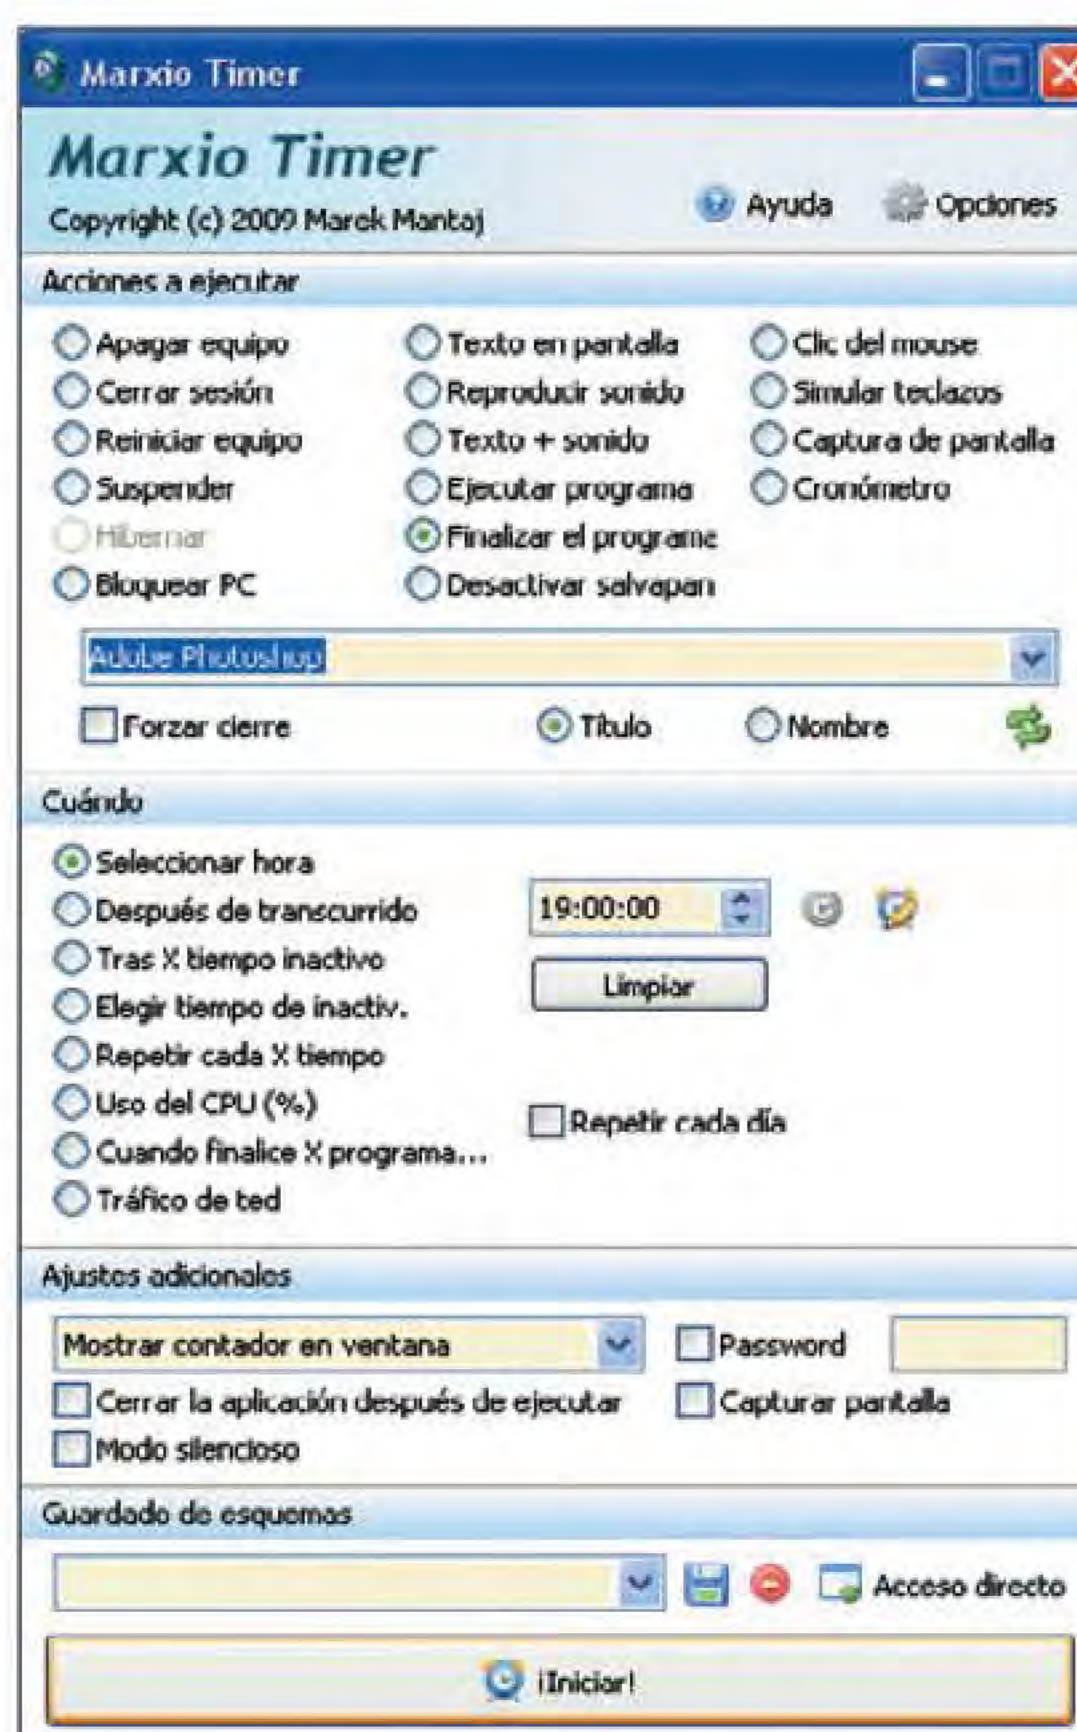 Marxio Timer
Marxio Timer
Copyright (c) 2009 Marek Mantaj
Ayuda
Opciones
Acciones a ejecutar
Apagar equipo
Texto en pantalla
Clic del mouse
Cerrar sesión
Reproducir sonido
Simular teclazos
Reiniciar equipo
Texto + sonido
Captura de pantalla
Suspender
Ejecutar programa
Cronómetro
Hibernar
Finalizar el programa
Bloquear PC
Desactivar salvapan
Adobe Photoshop
Forzar cierre
Título
Nombre
Cuándo
Seleccionar hora
Después de transcurrido
19:00:00
Tras X tiempo inactivo
Limpiar
Elegir tiempo de inactiv.
Repetir cada X tiempo
Uso del CPU (%)
Repetir cada día
Cuando finalice X programa...
Tráfico de ted
Ajustes adicionales
Mostrar contador en ventana
Password
Cerrar la aplicación después de ejecutar
Capturar pantalla
Modo silencioso
Guardado de esquemas
Acceso directo
¡Iniciar!